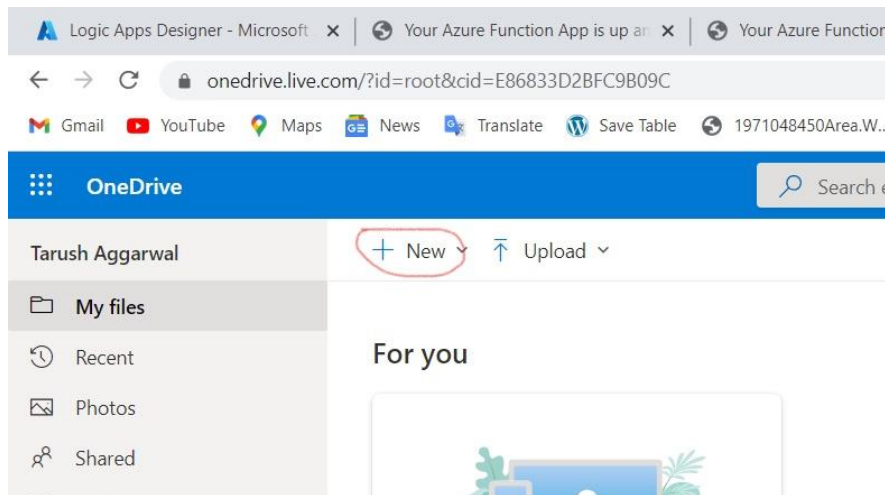 Logic Apps Designer - Microsoft Your Azure Function App is up an Your Azure Function
onedrive.live.com/?id=root&cid=E86833D2BFC9B09C
Gmail YouTube Maps News Translate Save Table 1971048450Area.W...
OneDrive Search
Tarush Aggarwal
+ New Upload
My files
For you
Recent
Photos
Shared